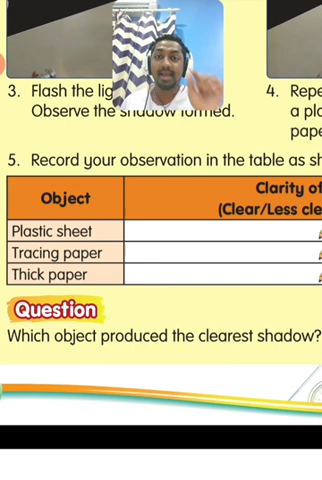 3. Flash the lig
Observe the shadow formed.
4. Repe
a pla
pape
5. Record your observation in the table as sh
Object
Clarity of
(Clear/Less cle
Plastic sheet
Tracing paper
Thick paper
Question
Which object produced the clearest shadow?